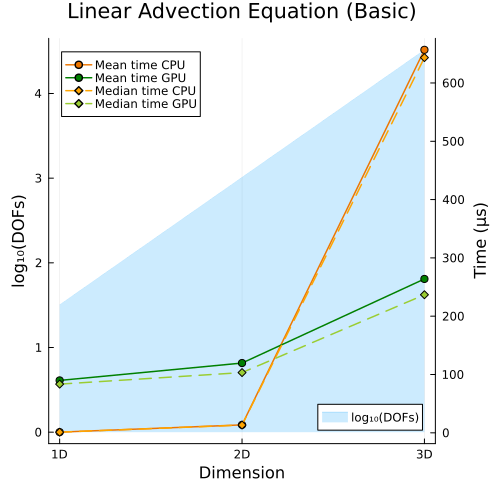 Linear Advection Equation (Basic)
Mean time CPU
Mean time GPU
Median time CPU
Median time GPU
log₁₀(DOFs)
4
3
2
1
0
log₁₀(DOFs)
600
500
400
300
200
100
0
Time (μs)
1D
2D
3D
Dimension